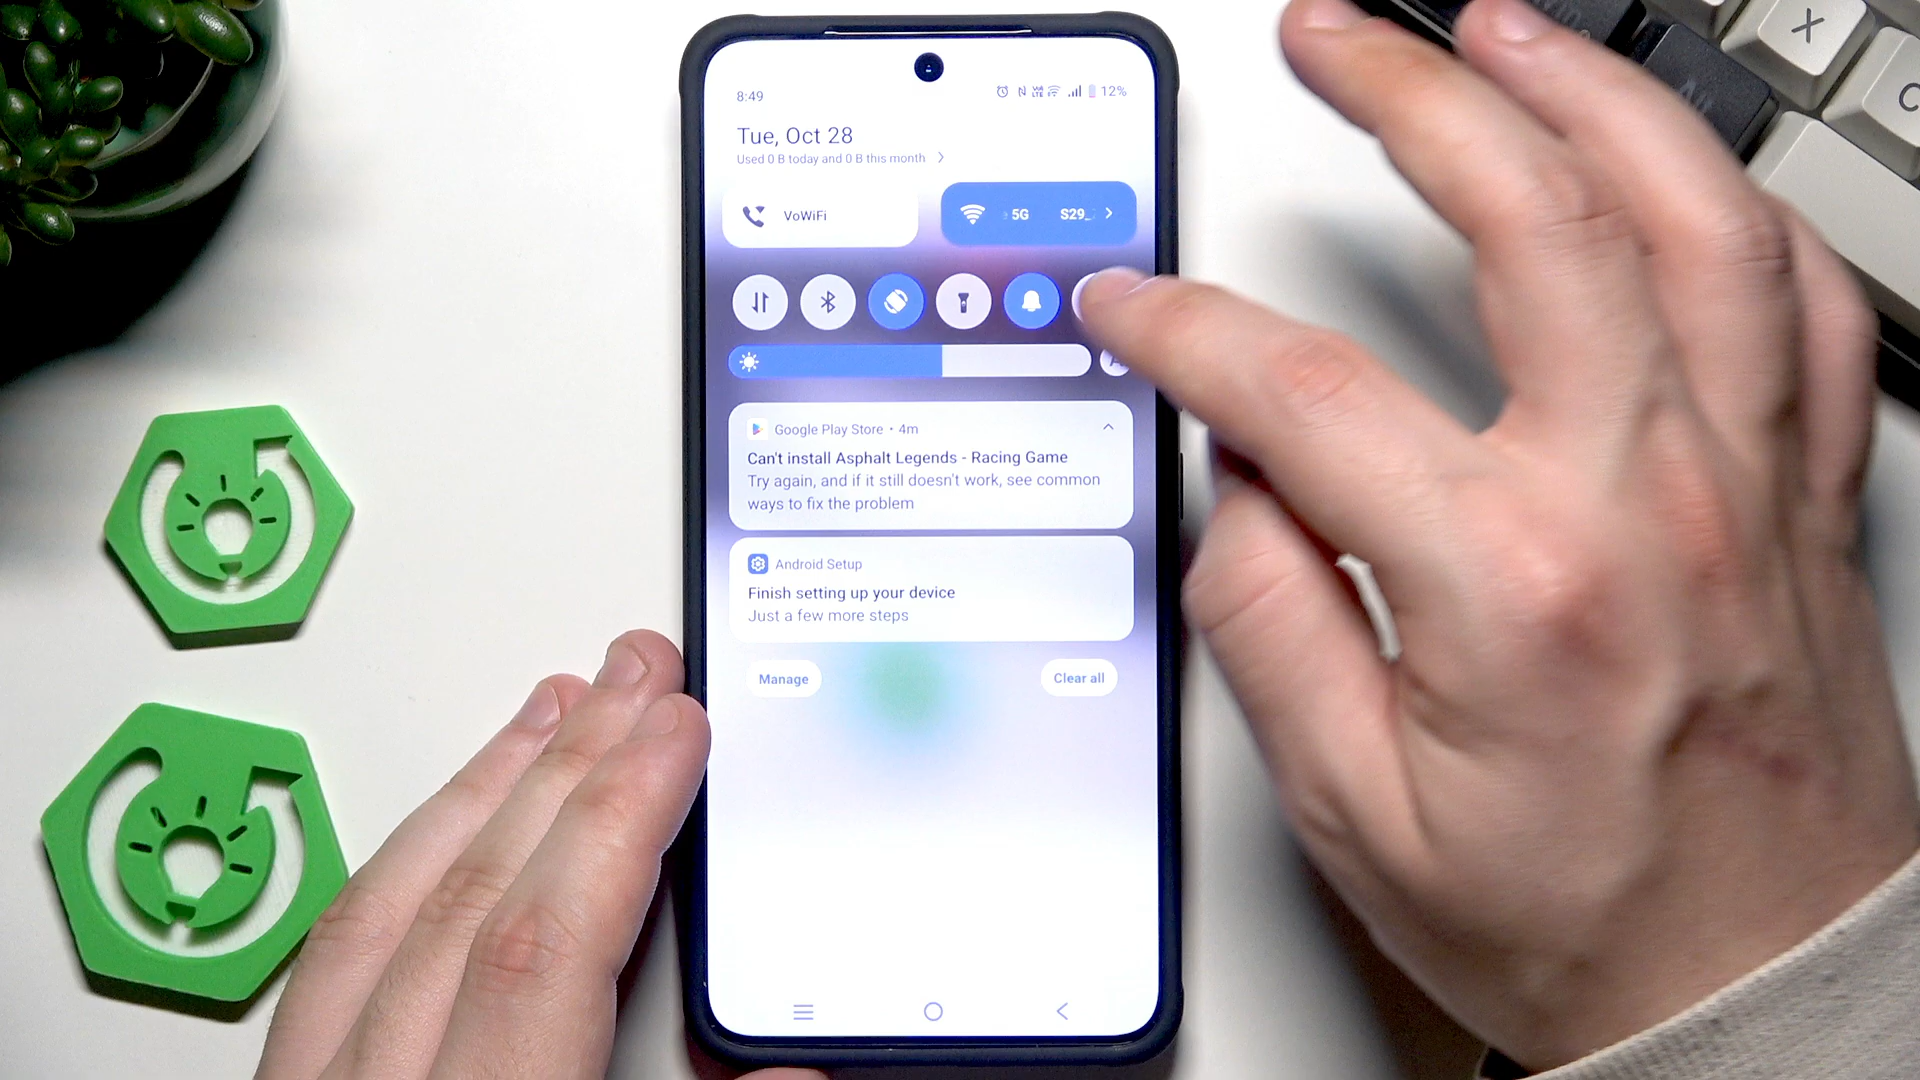 8:49
12%
Tue, Oct 28
Used 0 B today and 0 B this month
VoWiFi
5G S29_
Google Play Store • 4m
Can't install Asphalt Legends - Racing Game
Try again, and if it still doesn't work, see common
ways to fix the problem
Android Setup
Finish setting up your device
Just a few more steps
Manage
Clear all
X
C
Alt